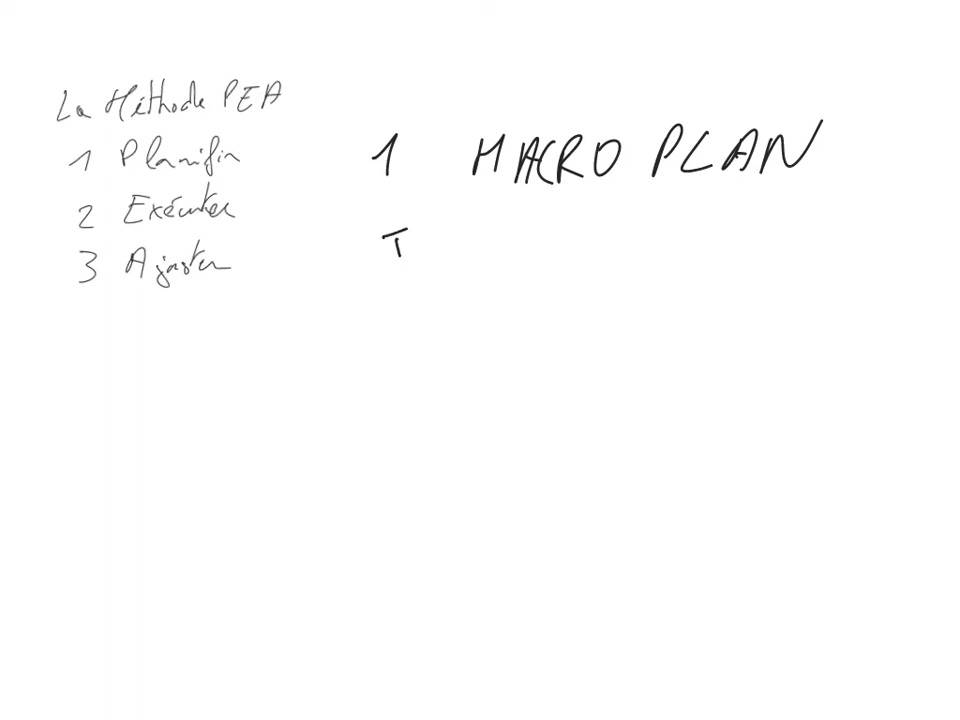 La Méthode PEA
1 Planifier
2 Exécuter
3 Ajuster
1 MACRO PLAN
T